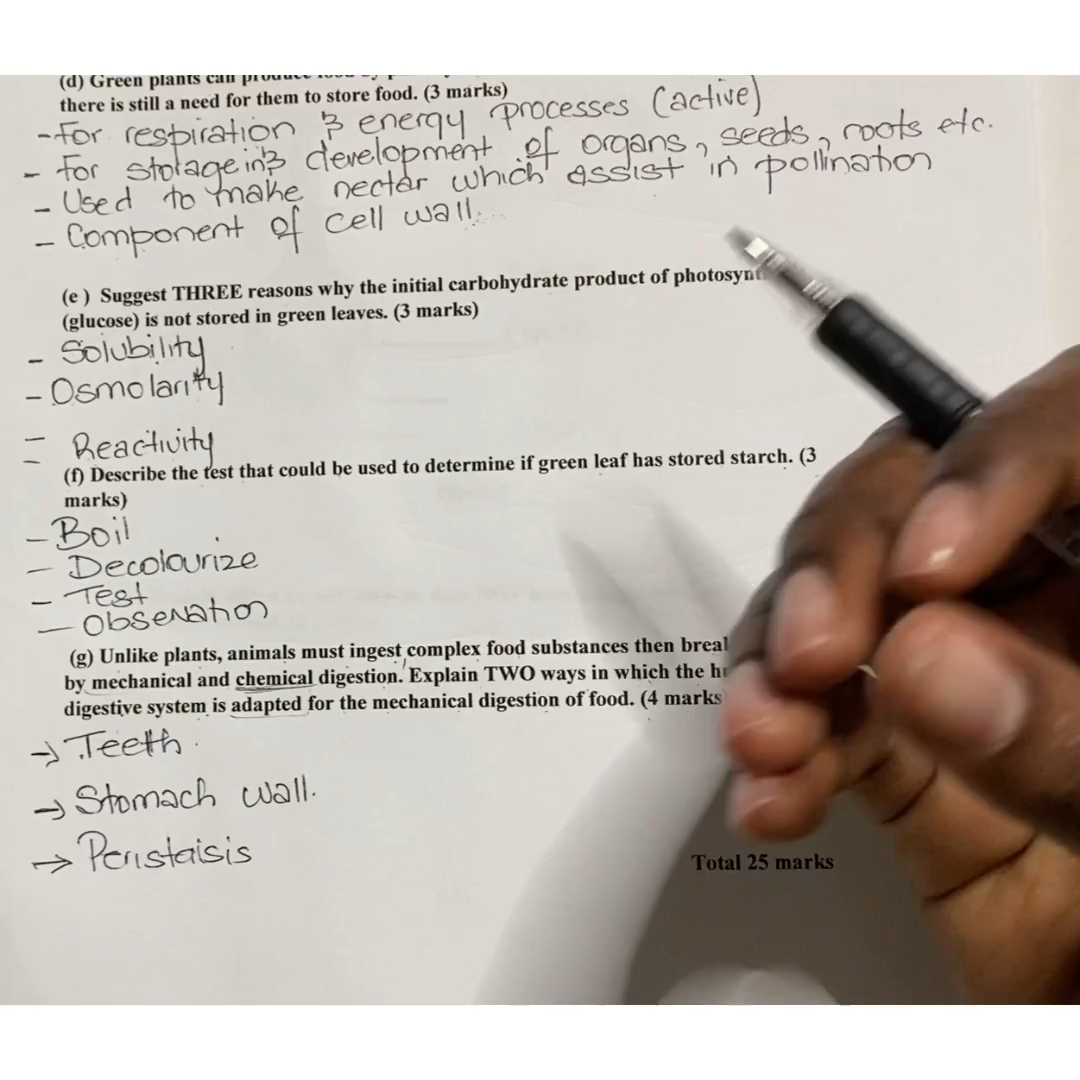 (d) Green plants can
there is still a need for them to store food. (3 marks)
-for respiration & energy processes (active)
- for storage in & development of organs, seeds, roots etc.
- Used to make nectar which assist in pollination
- Component of cell wall.
(e ) Suggest THREE reasons why the initial carbohydrate product of
(glucose) is not stored in green leaves. (3 marks)
- Solubility
- Osmolarity
- Reactivity
(f) Describe the test that could be used to determine if green leaf has stored starch. (3
marks)
- Boil
- Decolourize
- Test
- Observation
(g) Unlike plants, animals must ingest complex food substances then
by mechanical and chemical digestion. Explain TWO ways in which the
digestive system is adapted for the mechanical digestion of food. (4 marks
→ Teeth.
→ Stomach wall.
→ Peristalsis
Total 25 marks